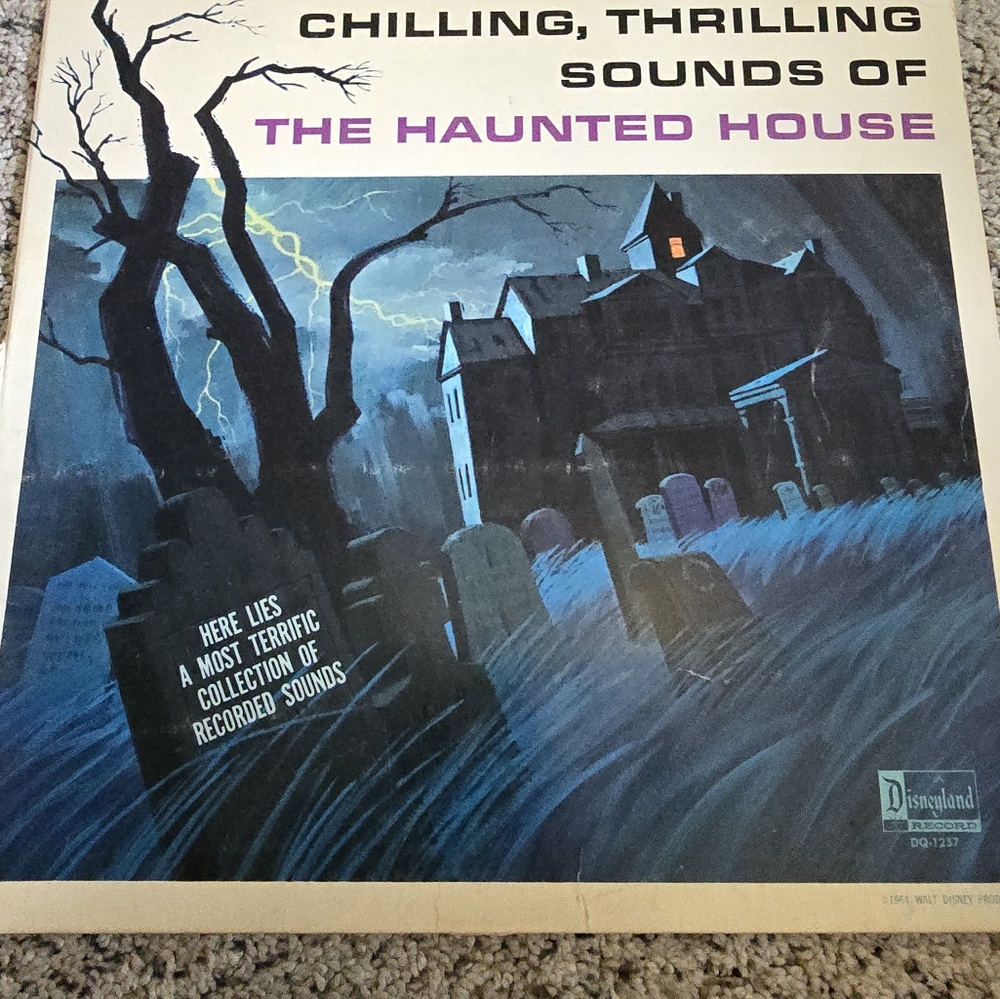 CHILLING, THRILLING
SOUNDS OF
THE HAUNTED HOUSE
HERE LIES
A MOST TERRIFIC
COLLECTION OF
RECORDED SOUNDS
Disneyland
RECORD
DQ-1257
©1964 WALT DISNEY PROD